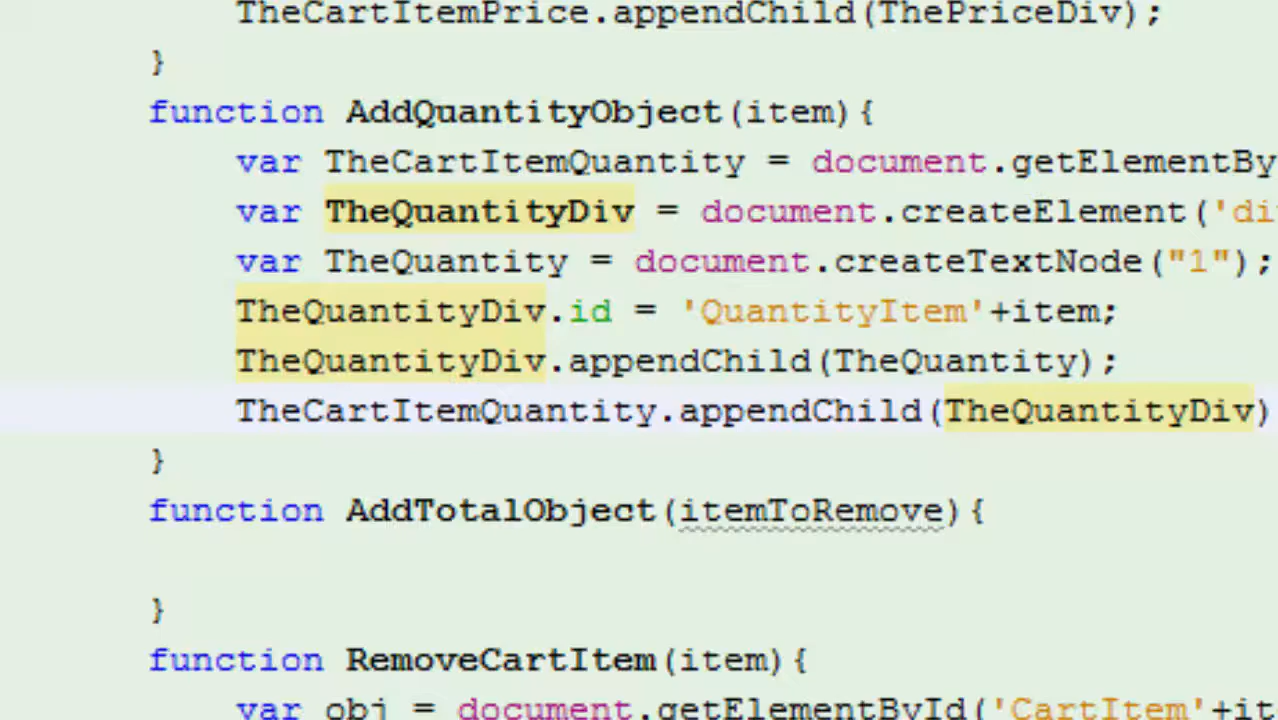 TheCartItemPrice.appendChild(ThePriceDiv);
}
function AddQuantityObject(item){
var TheCartItemQuantity = document.getElementBy
var TheQuantityDiv = document.createElement('di
var TheQuantity = document.createTextNode("1");
TheQuantityDiv.id = 'QuantityItem'+item;
TheQuantityDiv.appendChild(TheQuantity);
TheCartItemQuantity.appendChild(TheQuantityDiv)
}
function AddTotalObject(itemToRemove){
}
function RemoveCartItem(item){
var obj = document.getElementById('CartItem'+it